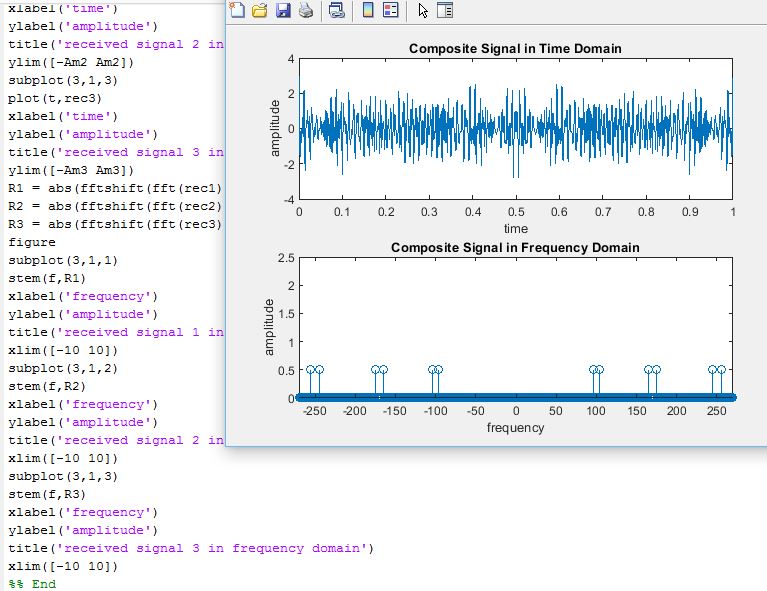 xlabel('time')
ylabel('amplitude')
title('received signal 2 in
ylim([-Am2 Am2])
subplot(3,1,3)
plot(t,rec3)
xlabel('time')
ylabel('amplitude')
title('received signal 3 in
ylim([-Am3 Am3])
R1 = abs(fftshift(fft(rec1)
R2 = abs(fftshift(fft(rec2)
R3 = abs(fftshift(fft(rec3)
figure
subplot(3,1,1)
stem(f,R1)
xlabel('frequency')
ylabel('amplitude')
title('received signal 1 in
xlim([-10 10])
subplot(3,1,2)
stem(f,R2)
xlabel('frequency')
ylabel('amplitude')
title('received signal 2 in
xlim([-10 10])
subplot(3,1,3)
stem(f,R3)
xlabel('frequency')
ylabel('amplitude')
title('received signal 3 in frequency domain')
xlim([-10 10])
%% End
Composite Signal in Time Domain
amplitude
4
2
0
-2
-4
0 0.1 0.2 0.3 0.4 0.5 0.6 0.7 0.8 0.9 1
time
Composite Signal in Frequency Domain
amplitude
2.5
2
1.5
1
0.5
0
-250 -200 -150 -100 -50 0 50 100 150 200 250
frequency